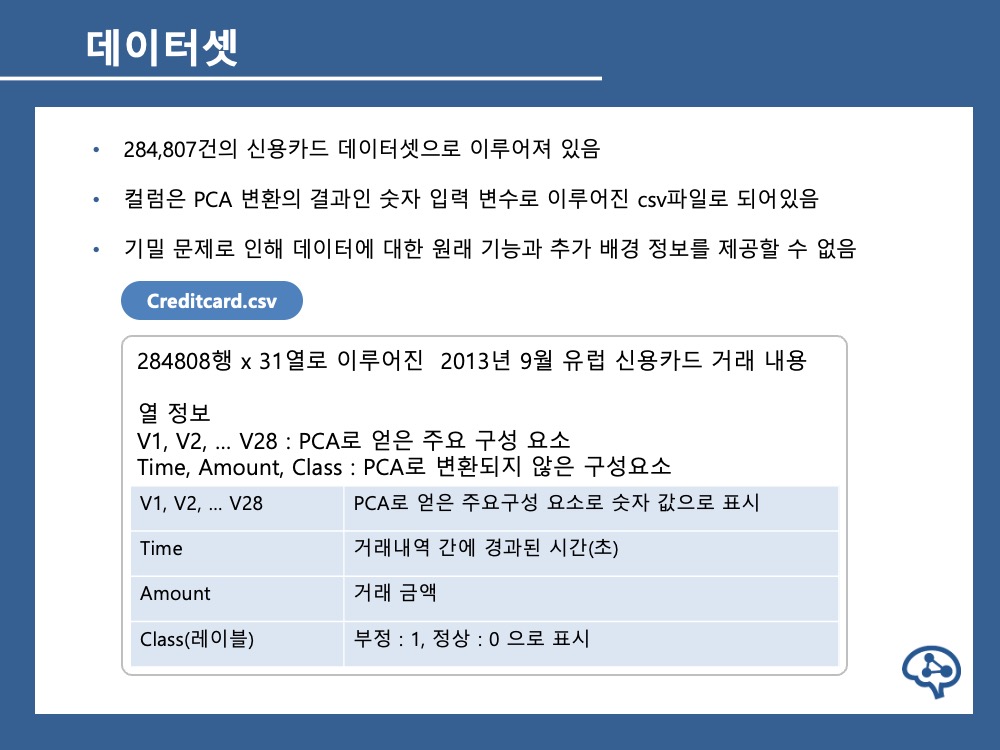 데이터셋
• 284,807건의 신용카드 데이터셋으로 이루어져 있음
• 컬럼은 PCA 변환의 결과인 숫자 입력 변수로 이루어진 csv파일로 되어있음
• 기밀 문제로 인해 데이터에 대한 원래 기능과 추가 배경 정보를 제공할 수 없음
Creditcard.csv
284808행 x 31열로 이루어진 2013년 9월 유럽 신용카드 거래 내용
열 정보
V1, V2, ... V28 : PCA로 얻은 주요 구성 요소
Time, Amount, Class : PCA로 변환되지 않은 구성요소
V1, V2, ... V28 PCA로 얻은 주요구성 요소로 숫자 값으로 표시
Time 거래내역 간에 경과된 시간(초)
Amount 거래 금액
Class(레이블) 부정 : 1, 정상 : 0 으로 표시